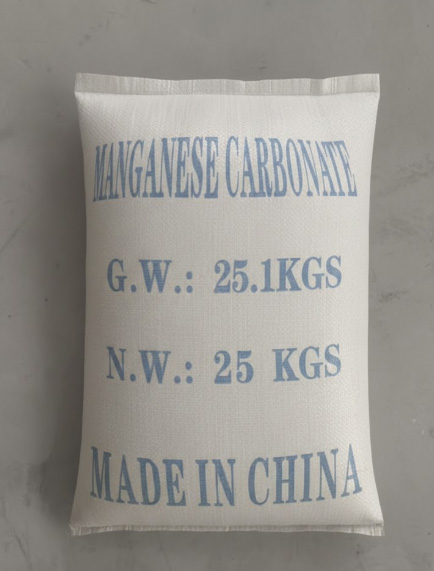 MANGANESE CARBONATE
G.W.: 25.1KGS
N.W.: 25 KGS
MADE IN CHINA